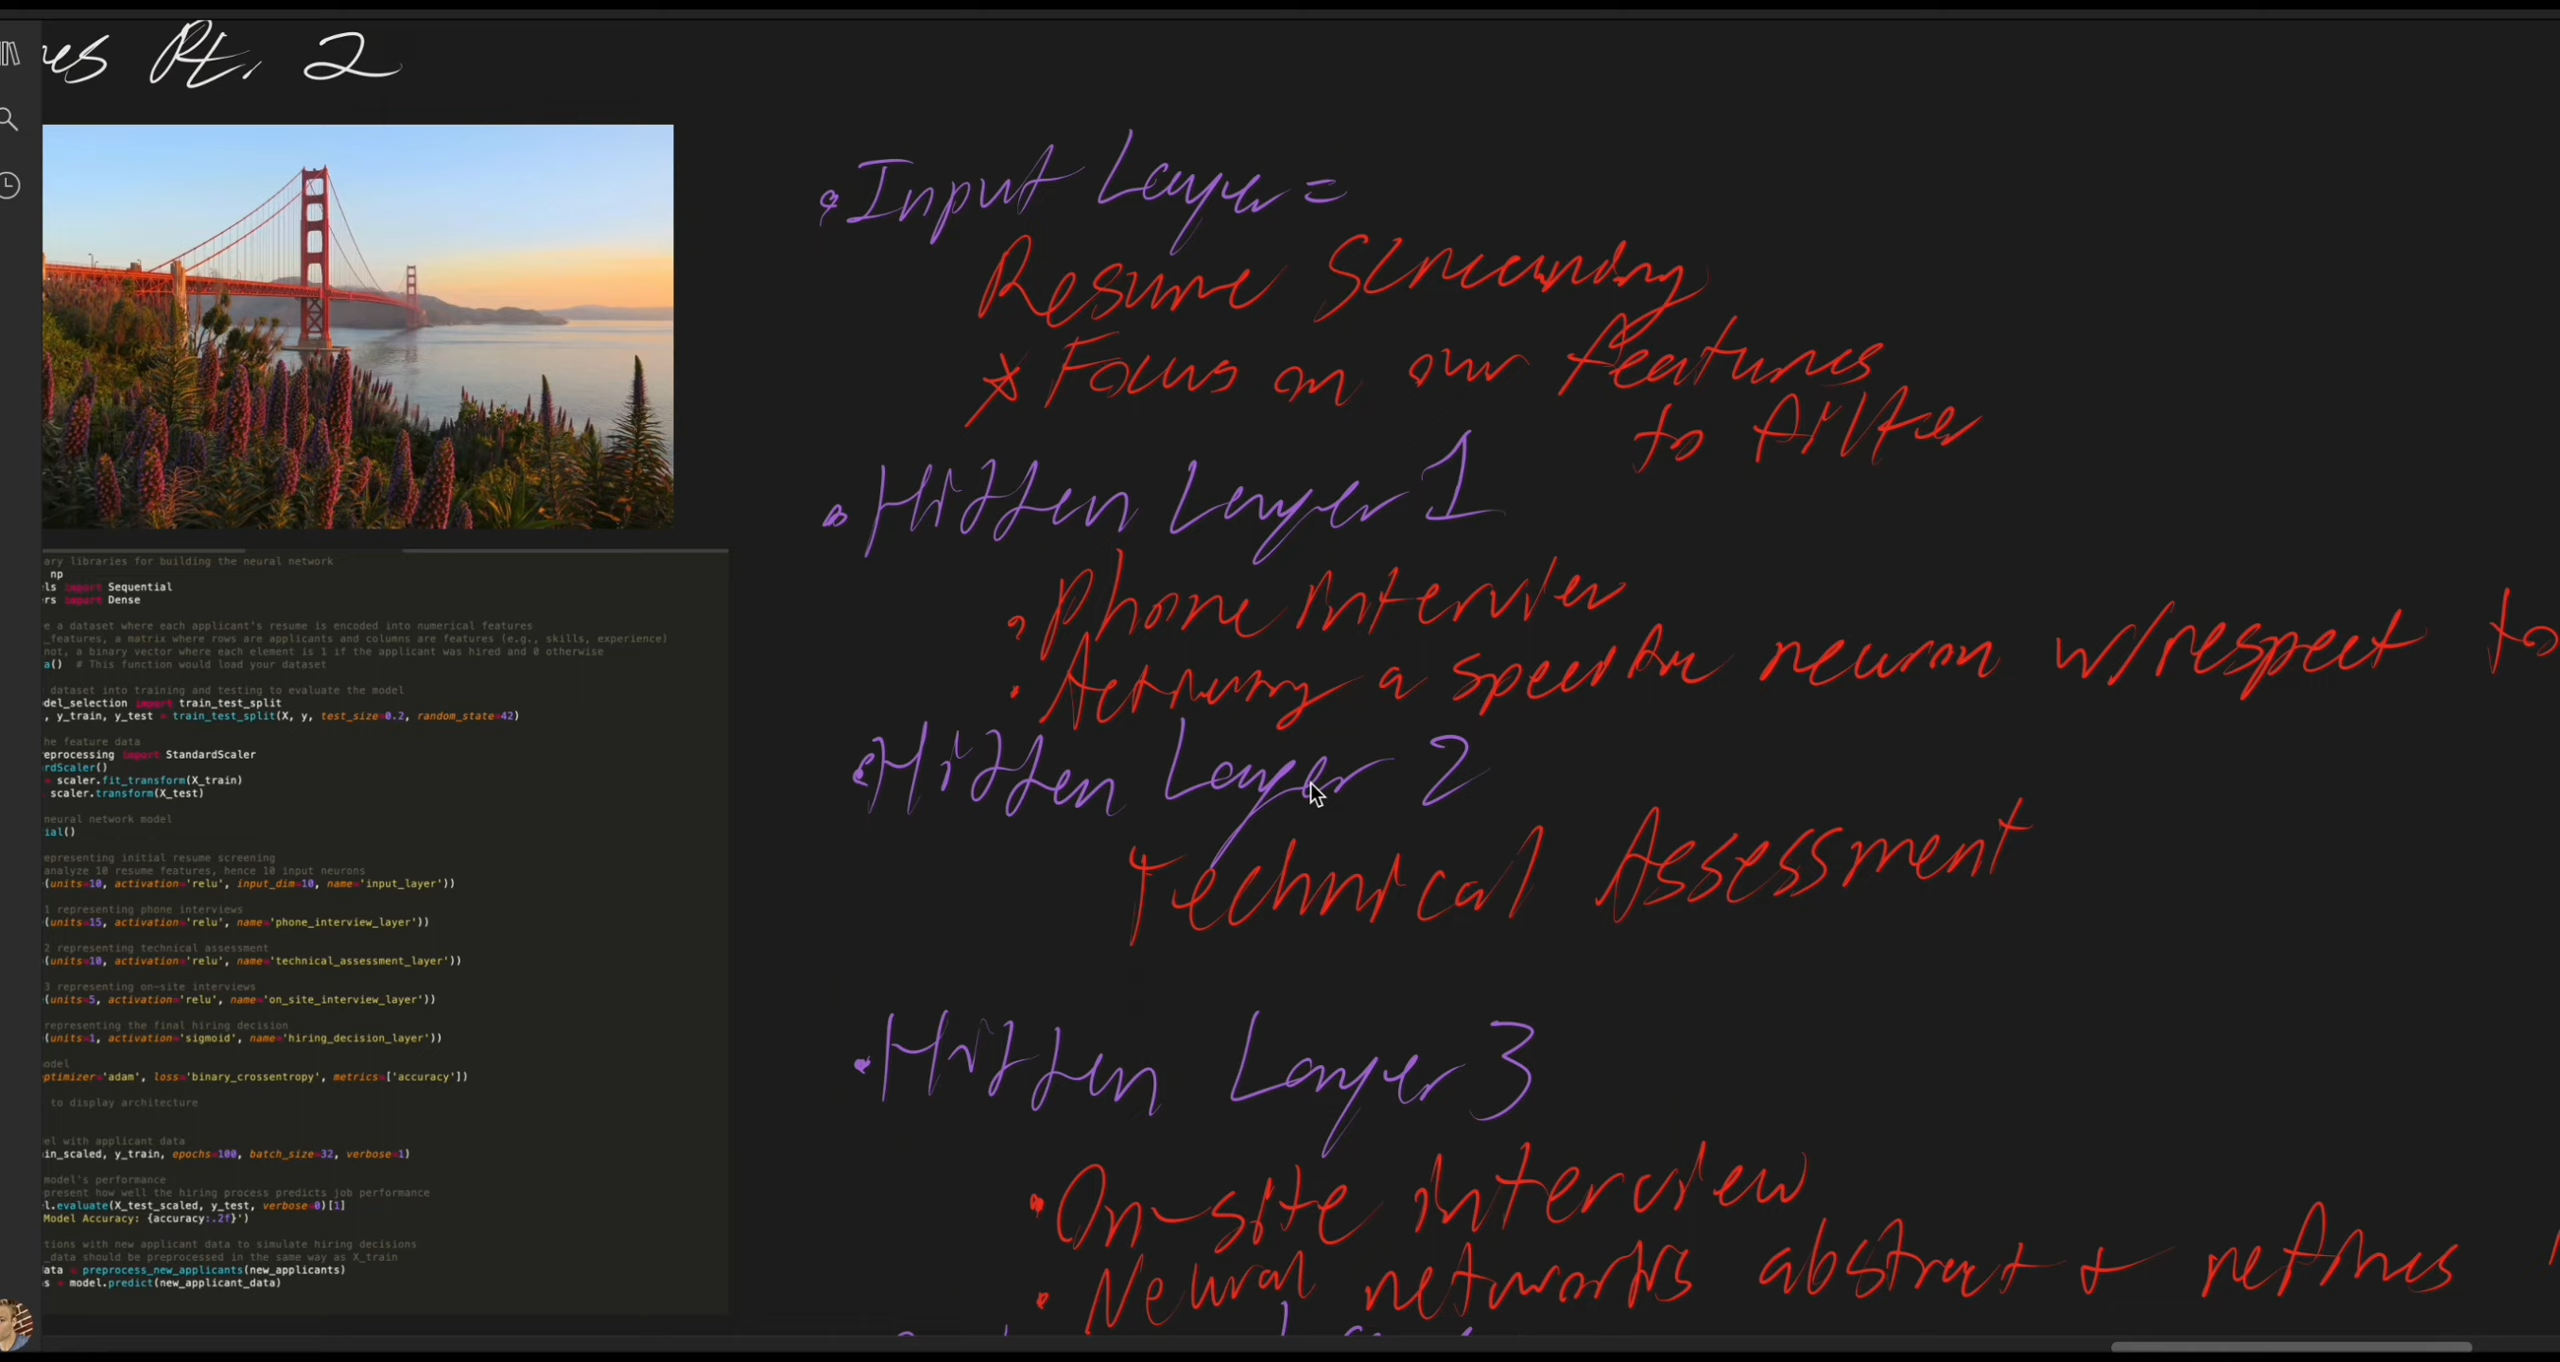 es Pt. 2
Input Layer =
Resume Screening
* Focus on our features
to filter
Hidden Layer 1
Phone interview
a specific neuron w/respect to
Hidden Layer 2
Technical Assessment
Hidden Layer 3
On-site interview
Neural networks abstract + refines
ary libraries for building the neural network
np
ls import Sequential
rs import Dense
e a dataset where each applicant's resume is encoded into numerical features
_features, a matrix where rows are applicants and columns are features (e.g., skills, experience)
not, a binary vector where each element is 1 if the applicant was hired and 0 otherwise
a() # This function would load your dataset
dataset into training and testing to evaluate the model
del_selection import train_test_split
, y_train, y_test = train_test_split(X, y, test_size=0.2, random_state=42)
he feature data
eprocessing import StandardScaler
rdScaler()
= scaler.fit_transform(X_train)
scaler.transform(X_test)
neural network model
ial()
epresenting initial resume screening
analyze 10 resume features, hence 10 input neurons
(units=10, activation='relu', input_dim=10, name='input_layer'))
1 representing phone interviews
(units=15, activation='relu', name='phone_interview_layer'))
2 representing technical assessment
(units=10, activation='relu', name='technical_assessment_layer'))
3 representing on-site interviews
(units=5, activation='relu', name='on_site_interview_layer'))
representing the final hiring decision
(units=1, activation='sigmoid', name='hiring_decision_layer'))
odel
ptimizer='adam', loss='binary_crossentropy', metrics=['accuracy'])
to display architecture
el with applicant data
in_scaled, y_train, epochs=100, batch_size=32, verbose=1)
model's performance
present how well the hiring process predicts job performance
l.evaluate(X_test_scaled, y_test, verbose=0)[1]
Model Accuracy: {accuracy:.2f}')
tions with new applicant data to simulate hiring decisions
_data should be preprocessed in the same way as X_train
ata = preprocess_new_applicants(new_applicants)
s = model.predict(new_applicant_data)